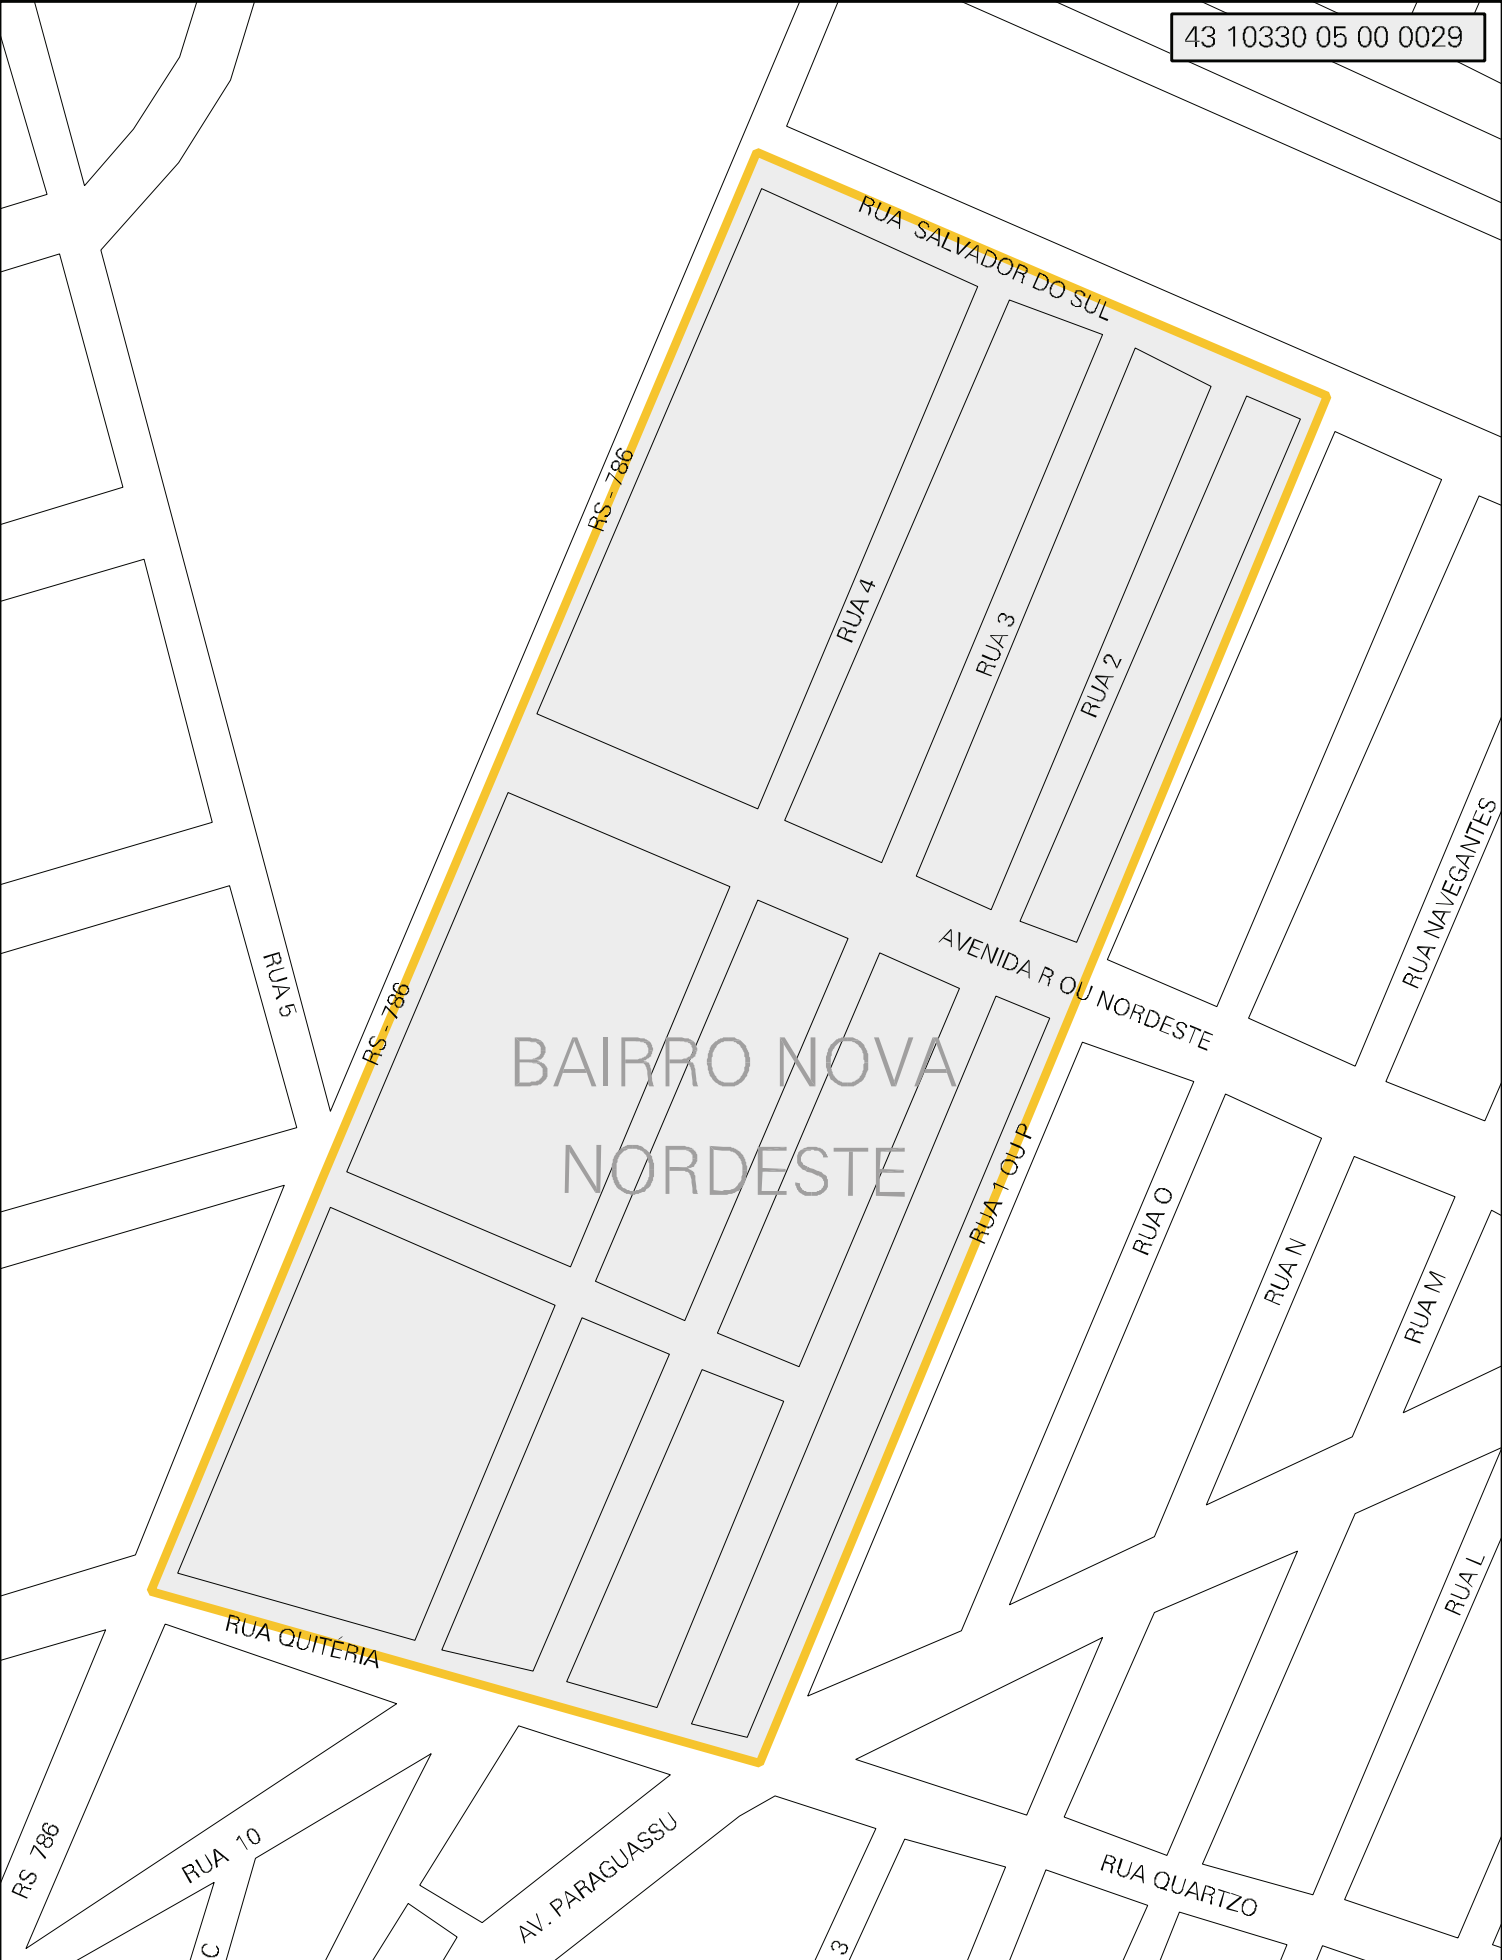 43 10330 05 00 0029
RUA SALVADOR DO SUL
RS - 786
RUA 4
RUA 3
RUA 2
RUA NAVEGANTES
AVENIDA R OU NORDESTE
RUA 5
RS - 786
BAIRRO NOVA
NORDESTE
RUA 1 OU P
RUA O
RUA N
RUA M
RUA L
RUA QUITÉRIA
RS 786
RUA 10
AV. PARAGUASSU
RUA QUARTZO
C
3